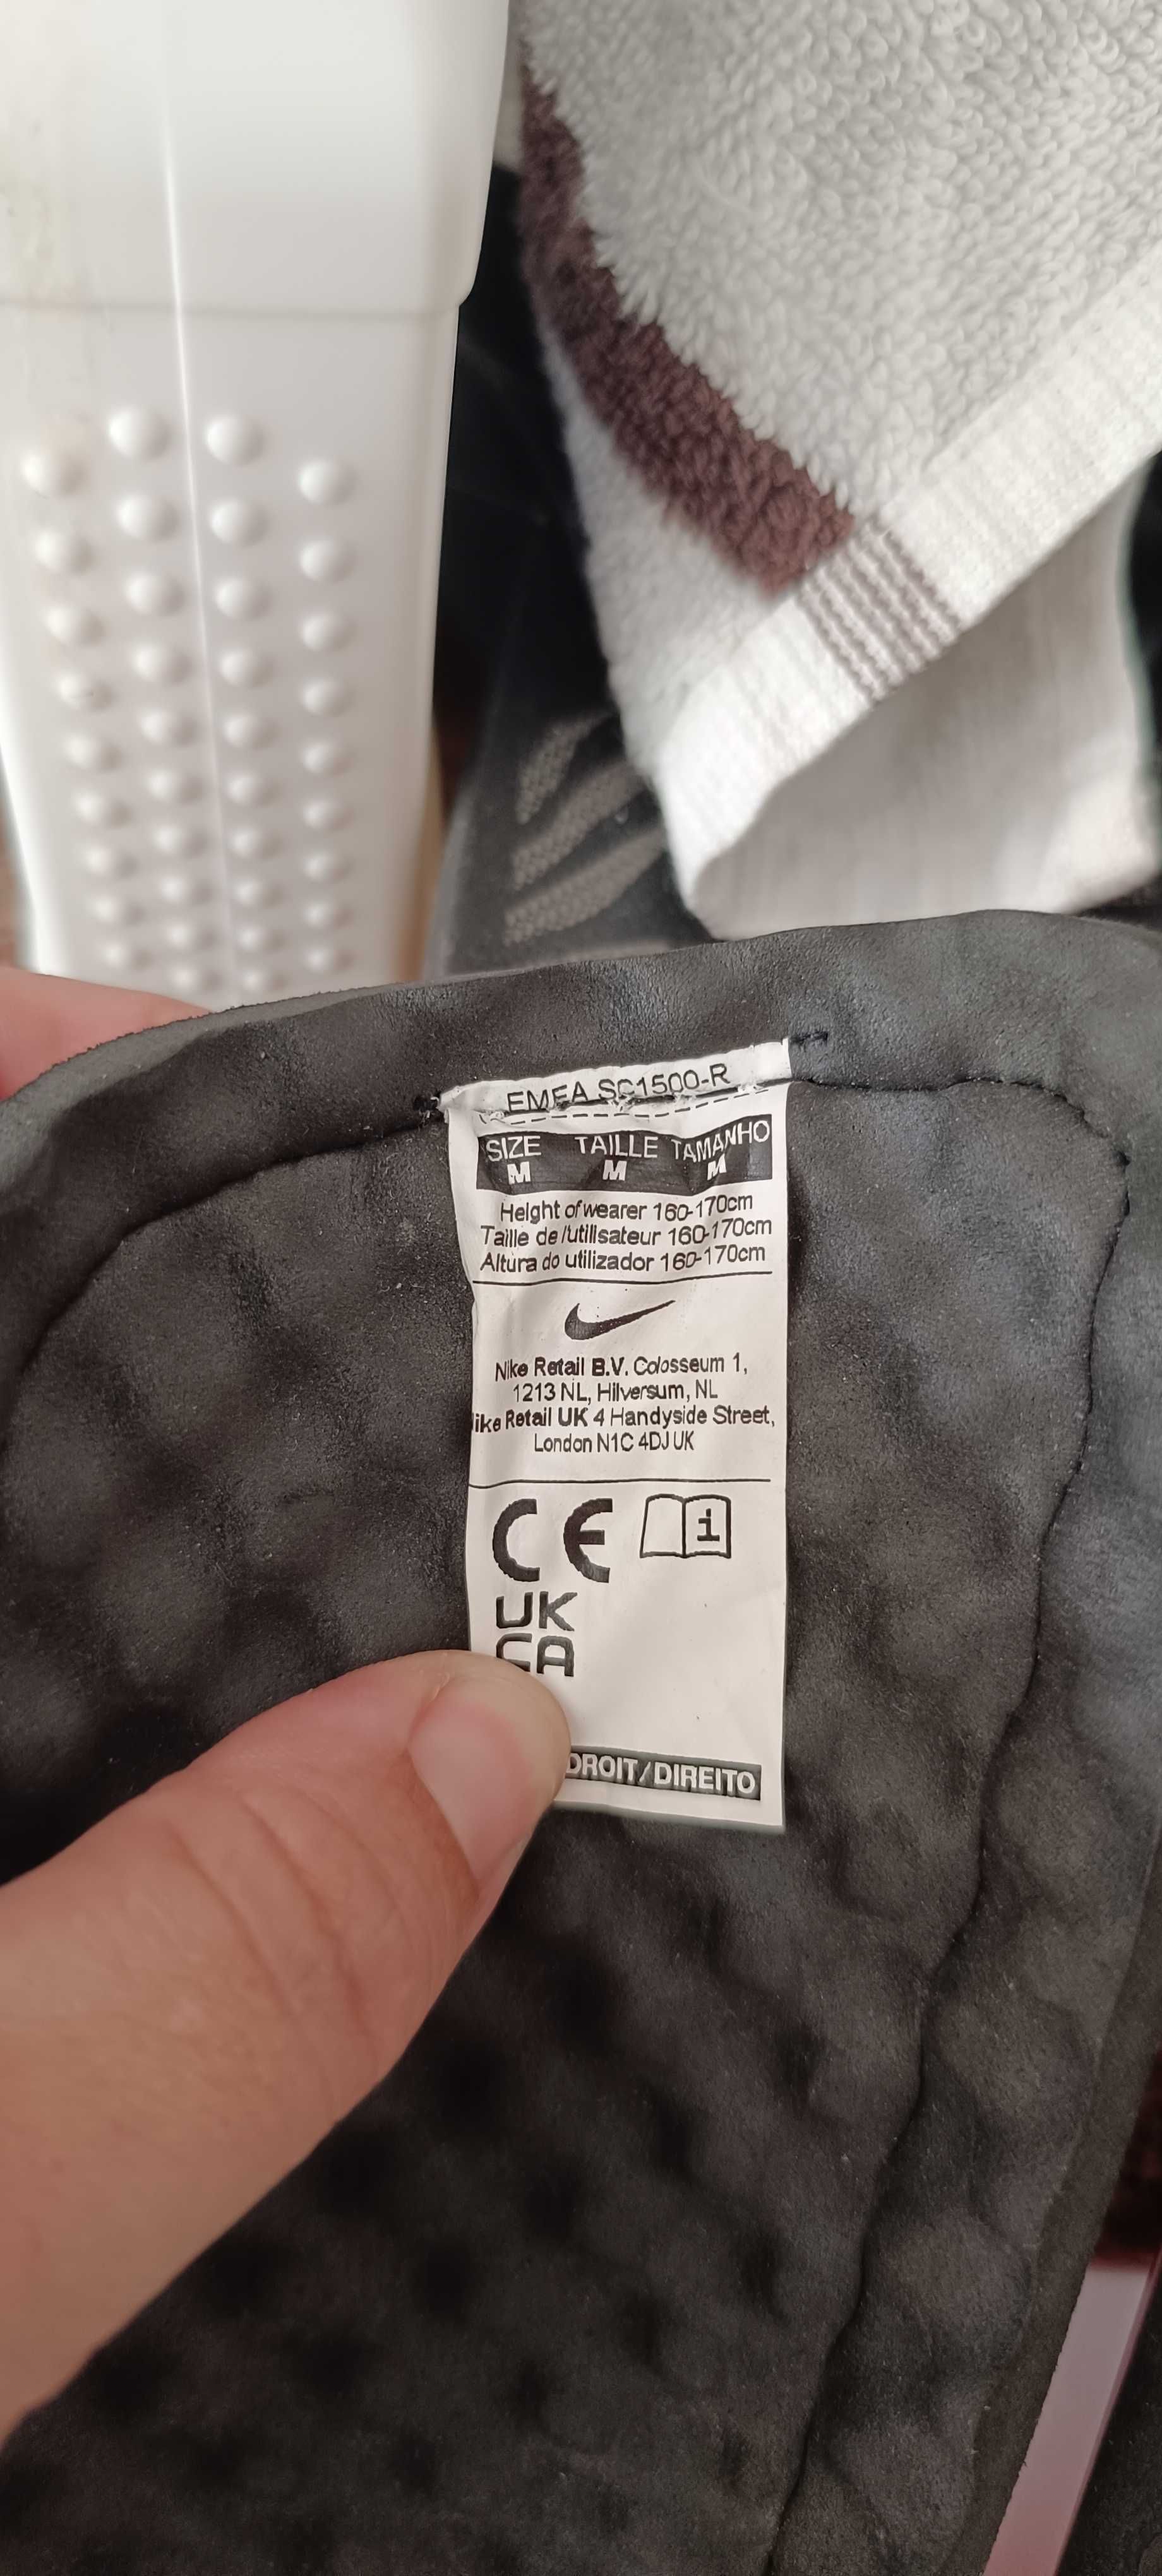 EMEA SC1500-R
SIZE TAILLE TAMANHO
M M M
Height of wearer 160-170cm
Taille de l'utilisateur 160-170cm
Altura do utilizador 160-170cm
Nike Retail B.V. Colosseum 1,
1213 NL, Hilversum, NL
ike Retail UK 4 Handyside Street,
London N1C 4DJ UK
CE i
UK
CA
DROIT/DIREITO